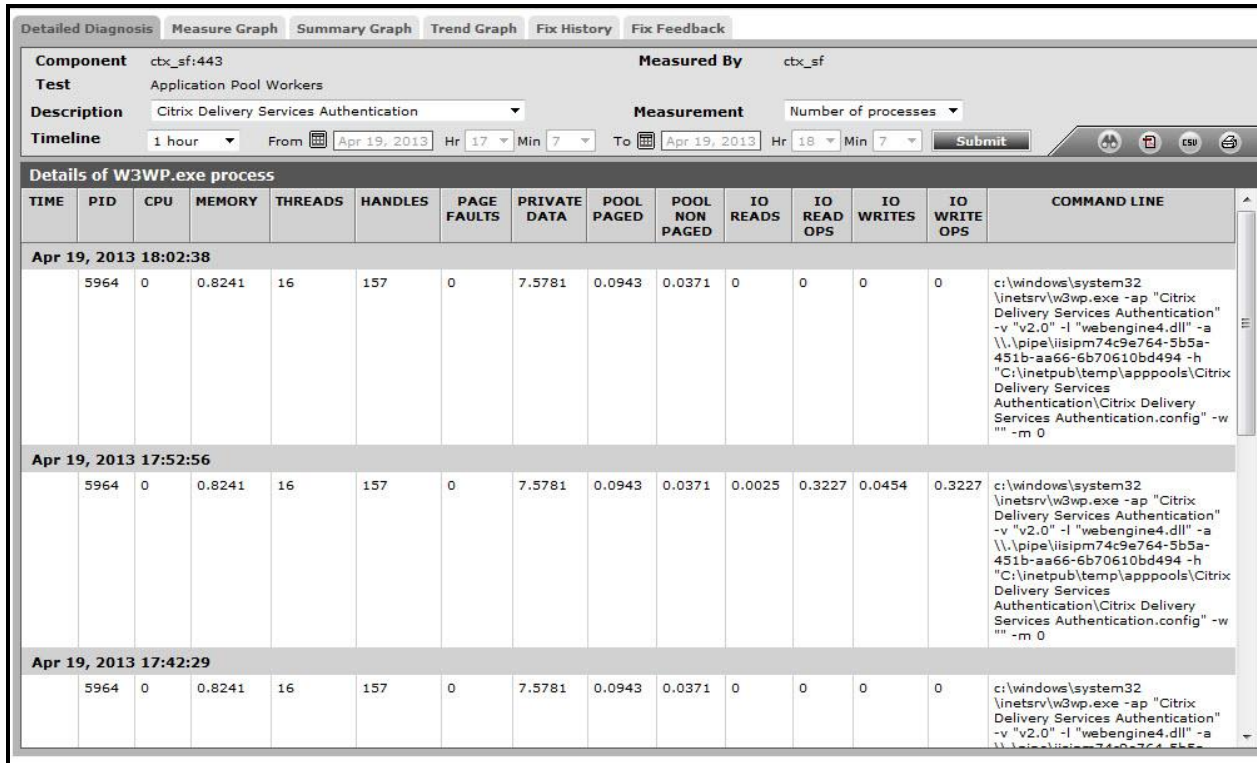 Detailed Diagnosis Measure Graph Summary Graph Trend Graph Fix History Fix Feedback
Component ctx_sf:443 Measured By ctx_sf
Test Application Pool Workers
Description Citrix Delivery Services Authentication Measurement Number of processes
Timeline 1 hour From Apr 19, 2013 Hr 17 Min 7 To Apr 19, 2013 Hr 18 Min 7 Submit CSV
Details of W3WP.exe process
TIME PID CPU MEMORY THREADS HANDLES PAGE FAULTS PRIVATE DATA POOL PAGED POOL NON PAGED IO READS IO READ OPS IO WRITES IO WRITE OPS COMMAND LINE
Apr 19, 2013 18:02:38
5964 0 0.8241 16 157 0 7.5781 0.0943 0.0371 0 0 0 0 c:\windows\system32
\inetsrv\w3wp.exe -ap "Citrix
Delivery Services Authentication"
-v "v2.0" -l "webengine4.dll" -a
\\.\pipe\iisipm74c9e764-5b5a-
451b-aa66-6b70610bd494 -h
"C:\inetpub\temp\apppools\Citrix
Delivery Services
Authentication\Citrix Delivery
Services Authentication.config" -w
"" -m 0
Apr 19, 2013 17:52:56
5964 0 0.8241 16 157 0 7.5781 0.0943 0.0371 0.0025 0.3227 0.0454 0.3227 c:\windows\system32
\inetsrv\w3wp.exe -ap "Citrix
Delivery Services Authentication"
-v "v2.0" -l "webengine4.dll" -a
\\.\pipe\iisipm74c9e764-5b5a-
451b-aa66-6b70610bd494 -h
"C:\inetpub\temp\apppools\Citrix
Delivery Services
Authentication\Citrix Delivery
Services Authentication.config" -w
"" -m 0
Apr 19, 2013 17:42:29
5964 0 0.8241 16 157 0 7.5781 0.0943 0.0371 0 0 0 0 c:\windows\system32
\inetsrv\w3wp.exe -ap "Citrix
Delivery Services Authentication"
-v "v2.0" -l "webengine4.dll" -a